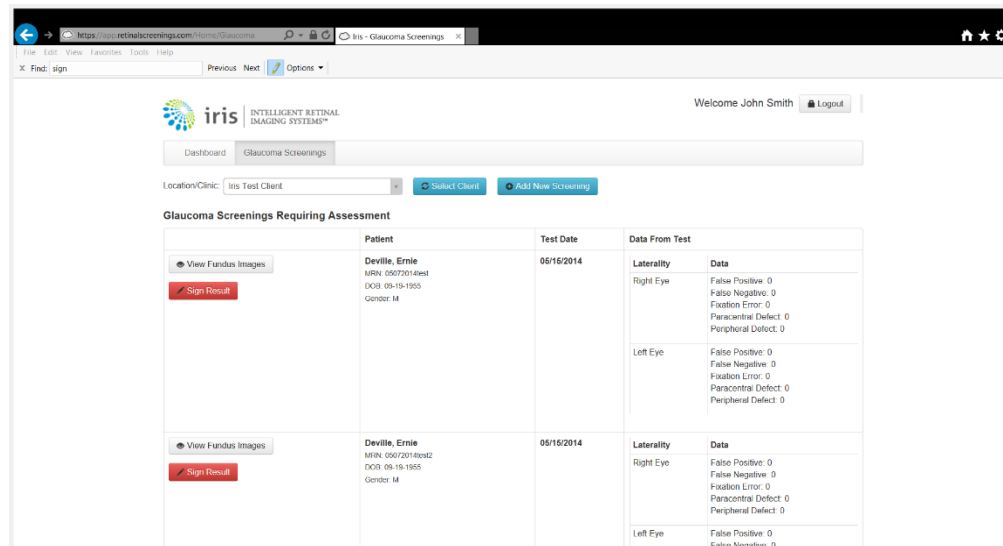 https://app.retinalscreenings.com/Home/Glaucoma
Iris - Glaucoma Screenings
File Edit View Favorites Tools Help
Find: sign Previous Next Options
iris INTELLIGENT RETINAL
IMAGING SYSTEMS™
Welcome John Smith Logout
Dashboard Glaucoma Screenings
Location/Clinic: Iris Test Client Select Client Add New Screening
Glaucoma Screenings Requiring Assessment
Patient Test Date Data From Test
View Fundus Images
Sign Result
Deville, Ernie
MRN: 05072014test
DOB: 09-19-1955
Gender: M
05/15/2014
Laterality Data
Right Eye False Positive: 0
False Negative: 0
Fixation Error: 0
Paracentral Defect: 0
Peripheral Defect: 0
Left Eye False Positive: 0
False Negative: 0
Fixation Error: 0
Paracentral Defect: 0
Peripheral Defect: 0
View Fundus Images
Sign Result
Deville, Ernie
MRN: 05072014test2
DOB: 09-19-1955
Gender: M
05/15/2014
Laterality Data
Right Eye False Positive: 0
False Negative: 0
Fixation Error: 0
Paracentral Defect: 0
Peripheral Defect: 0
Left Eye False Positive: 0
False Negative: 0